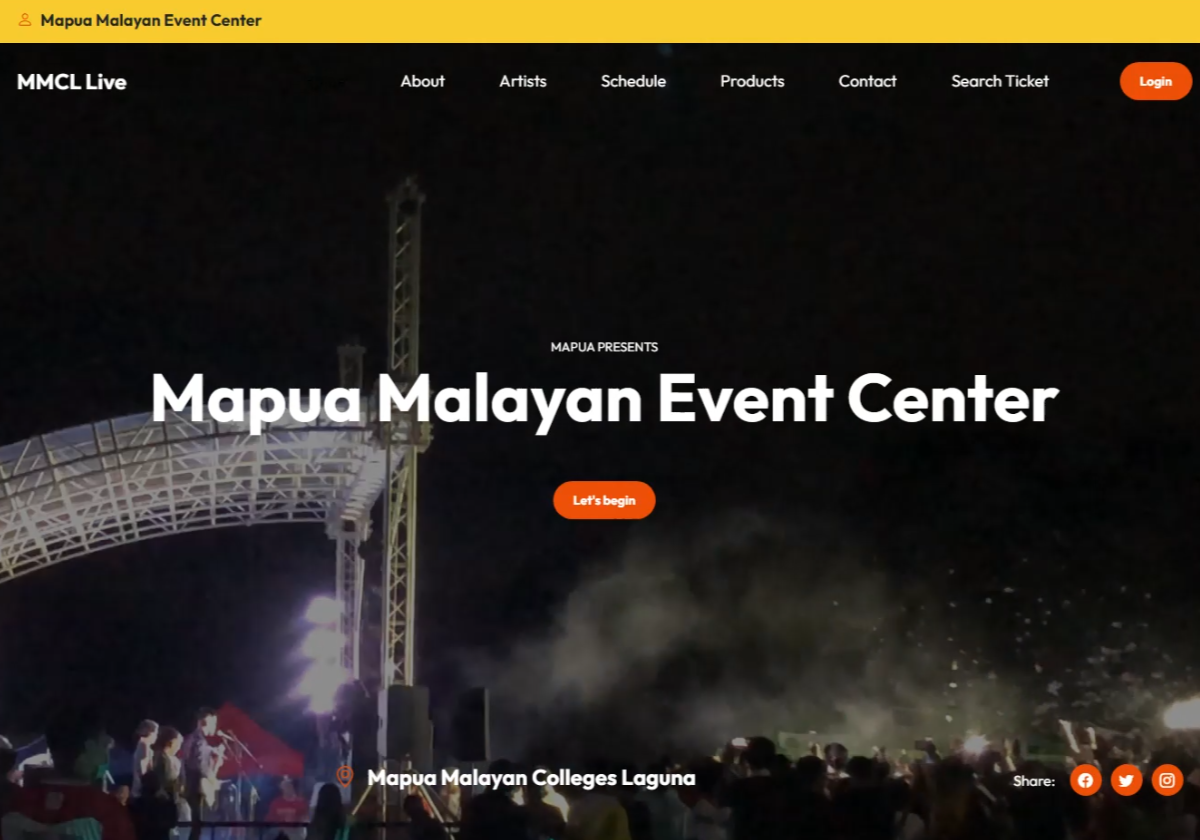 Mapua Malayan Event Center
MMCL Live
About
Artists
Schedule
Products
Contact
Search Ticket
Login
MAPUA PRESENTS
Mapua Malayan Event Center
Let's begin
Mapua Malayan Colleges Laguna
Share: